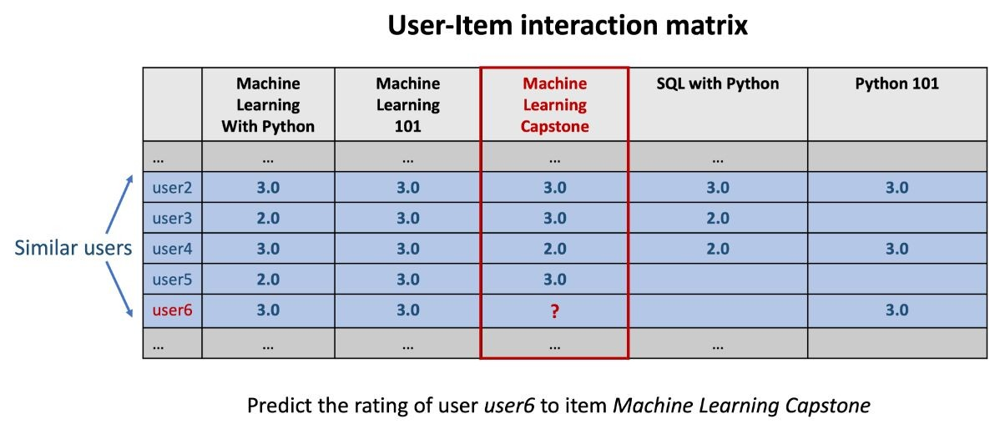 User-Item interaction matrix
Machine Learning With Python Machine Learning 101 Machine Learning Capstone SQL with Python Python 101
... ... ... ... ...
user2 3.0 3.0 3.0 3.0 3.0
user3 2.0 3.0 3.0 2.0
Similar users
user4 3.0 3.0 2.0 2.0 3.0
user5 2.0 3.0 3.0
user6 3.0 3.0 ? 3.0
... ... ... ... ...
Predict the rating of user user6 to item Machine Learning Capstone